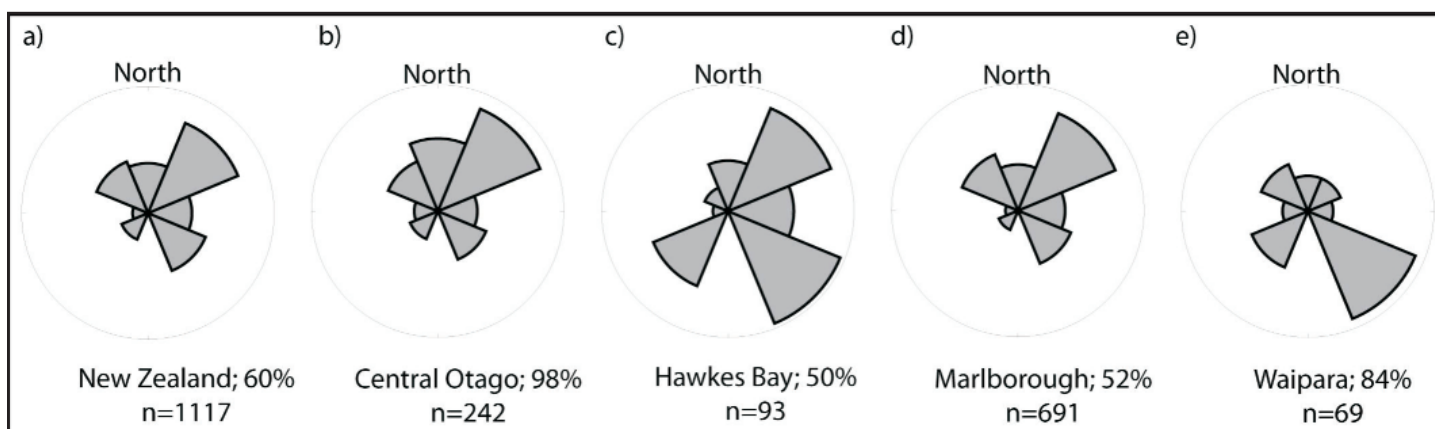 a) b) c) d) e)
North North North North North
New Zealand; 60% Central Otago; 98% Hawkes Bay; 50% Marlborough; 52% Waipara; 84%
n=1117 n=242 n=93 n=691 n=69